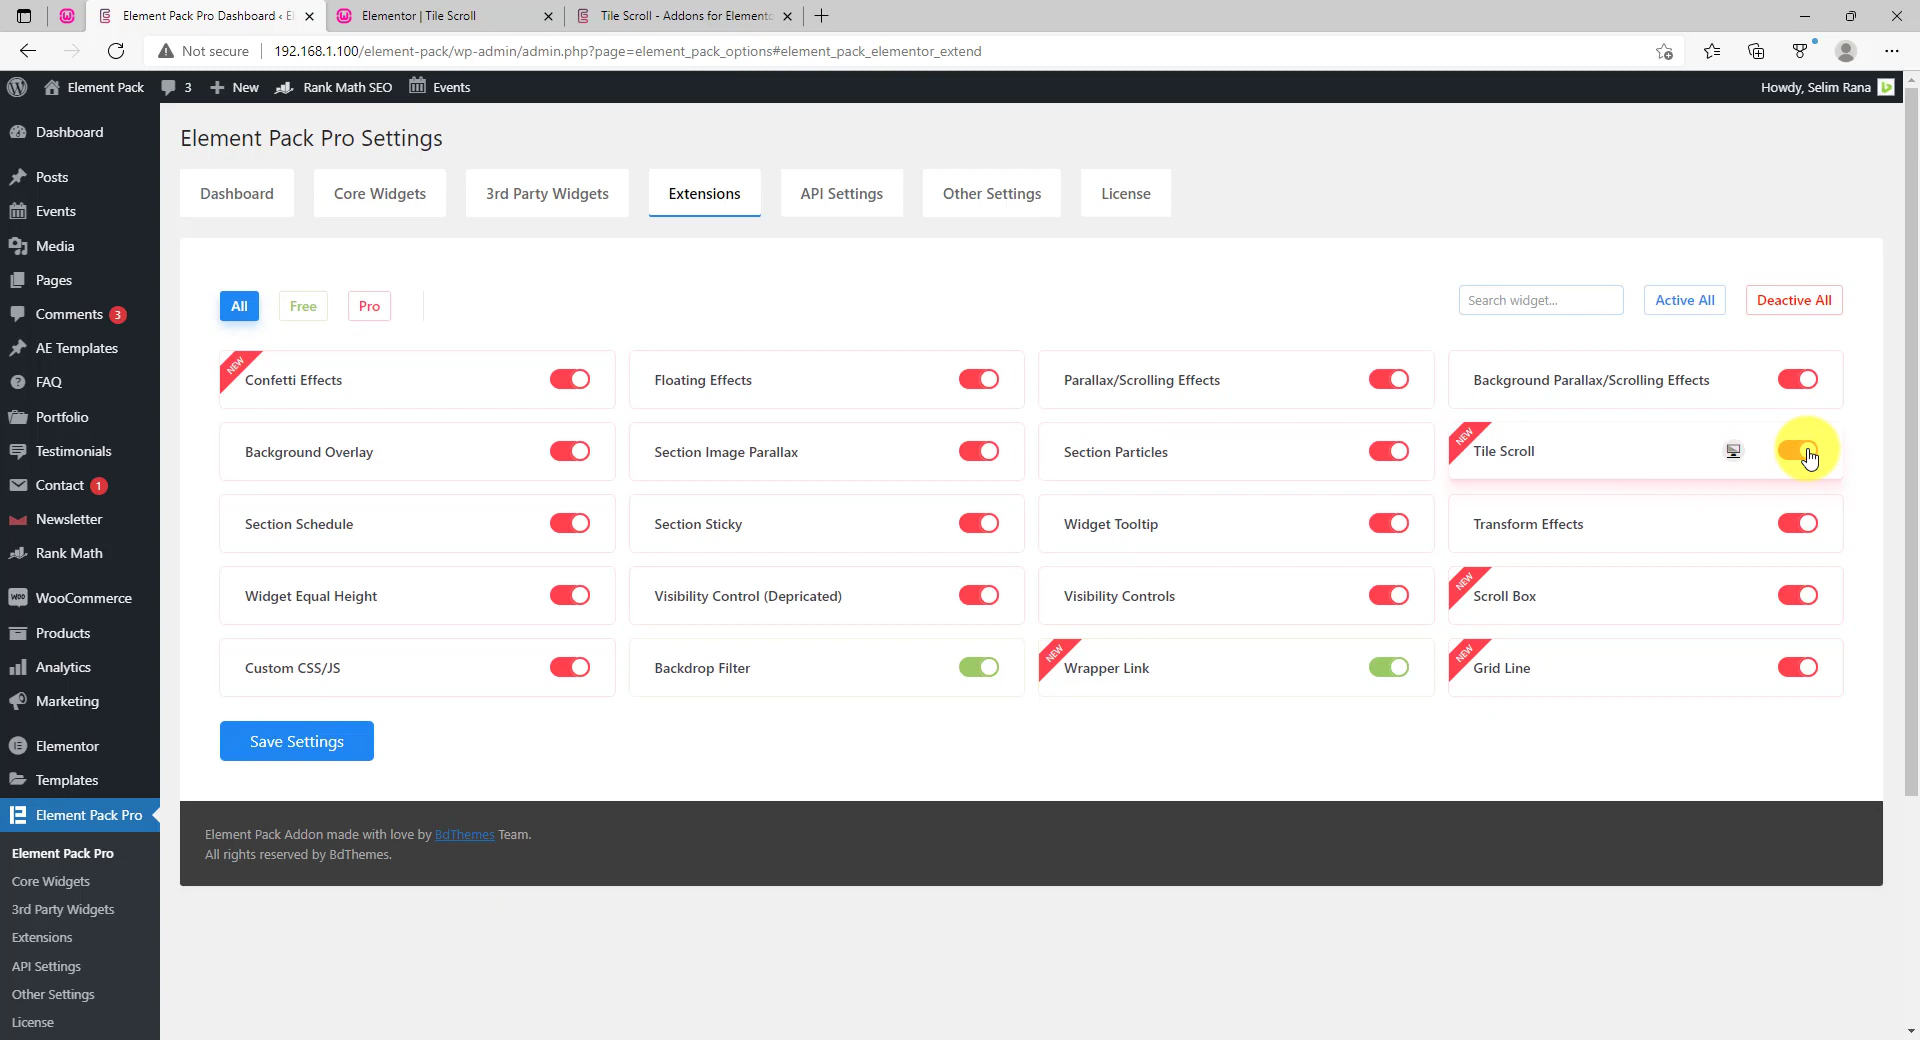 Element Pack Pro Dashboard ‹ El
Elementor | Tile Scroll
Tile Scroll - Addons for Elemento
Not secure
192.168.1.100/element-pack/wp-admin/admin.php?page=element_pack_options#element_pack_elementor_extend
Element Pack
3
New
Rank Math SEO
Events
Howdy, Selim Rana
Dashboard
Posts
Events
Media
Pages
Comments 3
AE Templates
FAQ
Portfolio
Testimonials
Contact 1
Newsletter
Rank Math
WooCommerce
Products
Analytics
Marketing
Elementor
Templates
Element Pack Pro
Element Pack Pro
Core Widgets
3rd Party Widgets
Extensions
API Settings
Other Settings
License
Element Pack Pro Settings
Dashboard
Core Widgets
3rd Party Widgets
Extensions
API Settings
Other Settings
License
All
Free
Pro
Search widget...
Active All
Deactive All
NEW
Confetti Effects
Floating Effects
Parallax/Scrolling Effects
Background Parallax/Scrolling Effects
Background Overlay
Section Image Parallax
Section Particles
NEW
Tile Scroll
Section Schedule
Section Sticky
Widget Tooltip
Transform Effects
Widget Equal Height
Visibility Control (Depricated)
Visibility Controls
NEW
Scroll Box
Custom CSS/JS
Backdrop Filter
NEW
Wrapper Link
NEW
Grid Line
Save Settings
Element Pack Addon made with love by BdThemes Team.
All rights reserved by BdThemes.